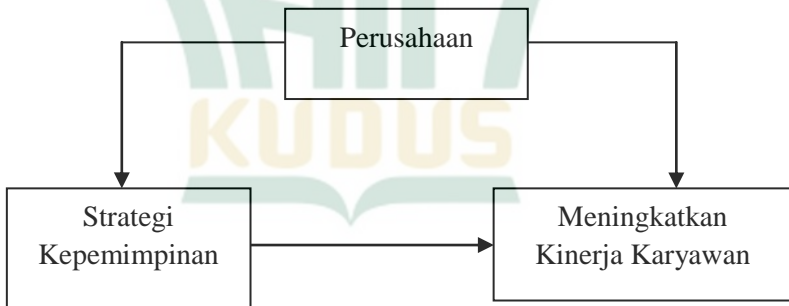 Perusahaan
KUDUS
Strategi
Kepemimpinan
Meningkatkan
Kinerja Karyawan